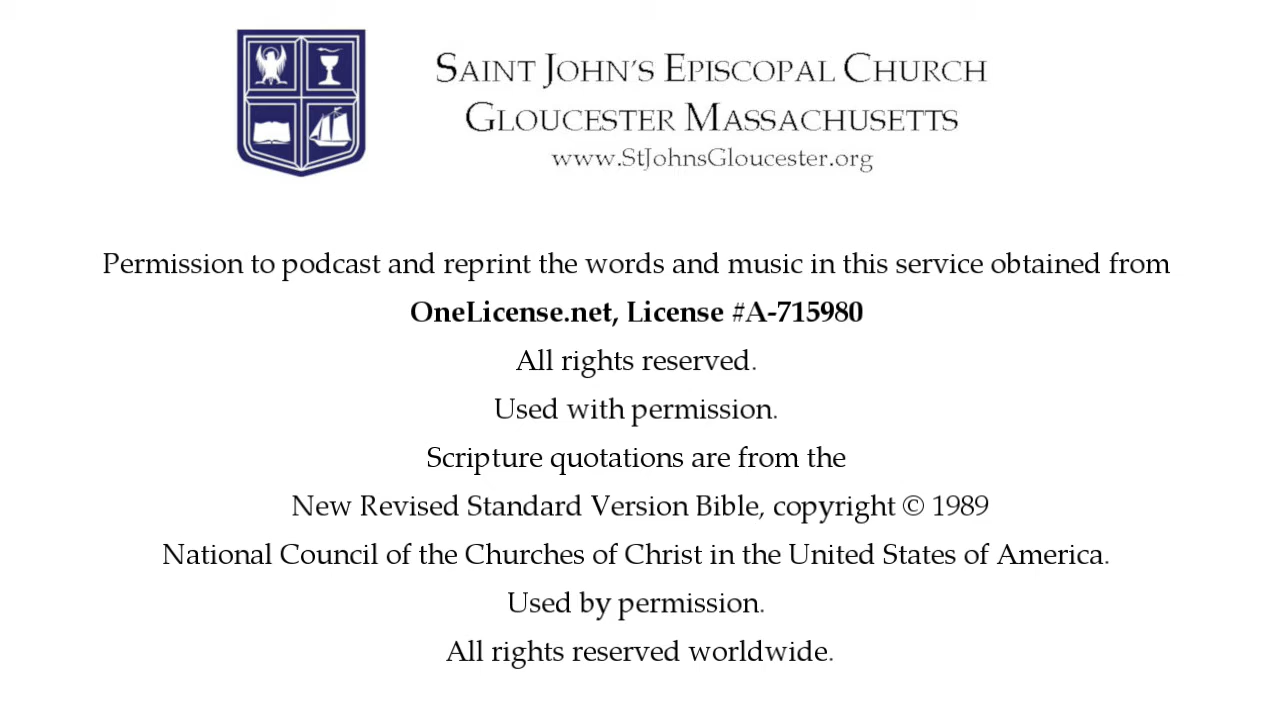 SAINT JOHN'S EPISCOPAL CHURCH
GLOUCESTER MASSACHUSETTS
www.StJohnsGloucester.org
Permission to podcast and reprint the words and music in this service obtained from
OneLicense.net, License #A-715980
All rights reserved.
Used with permission.
Scripture quotations are from the
New Revised Standard Version Bible, copyright © 1989
National Council of the Churches of Christ in the United States of America.
Used by permission.
All rights reserved worldwide.